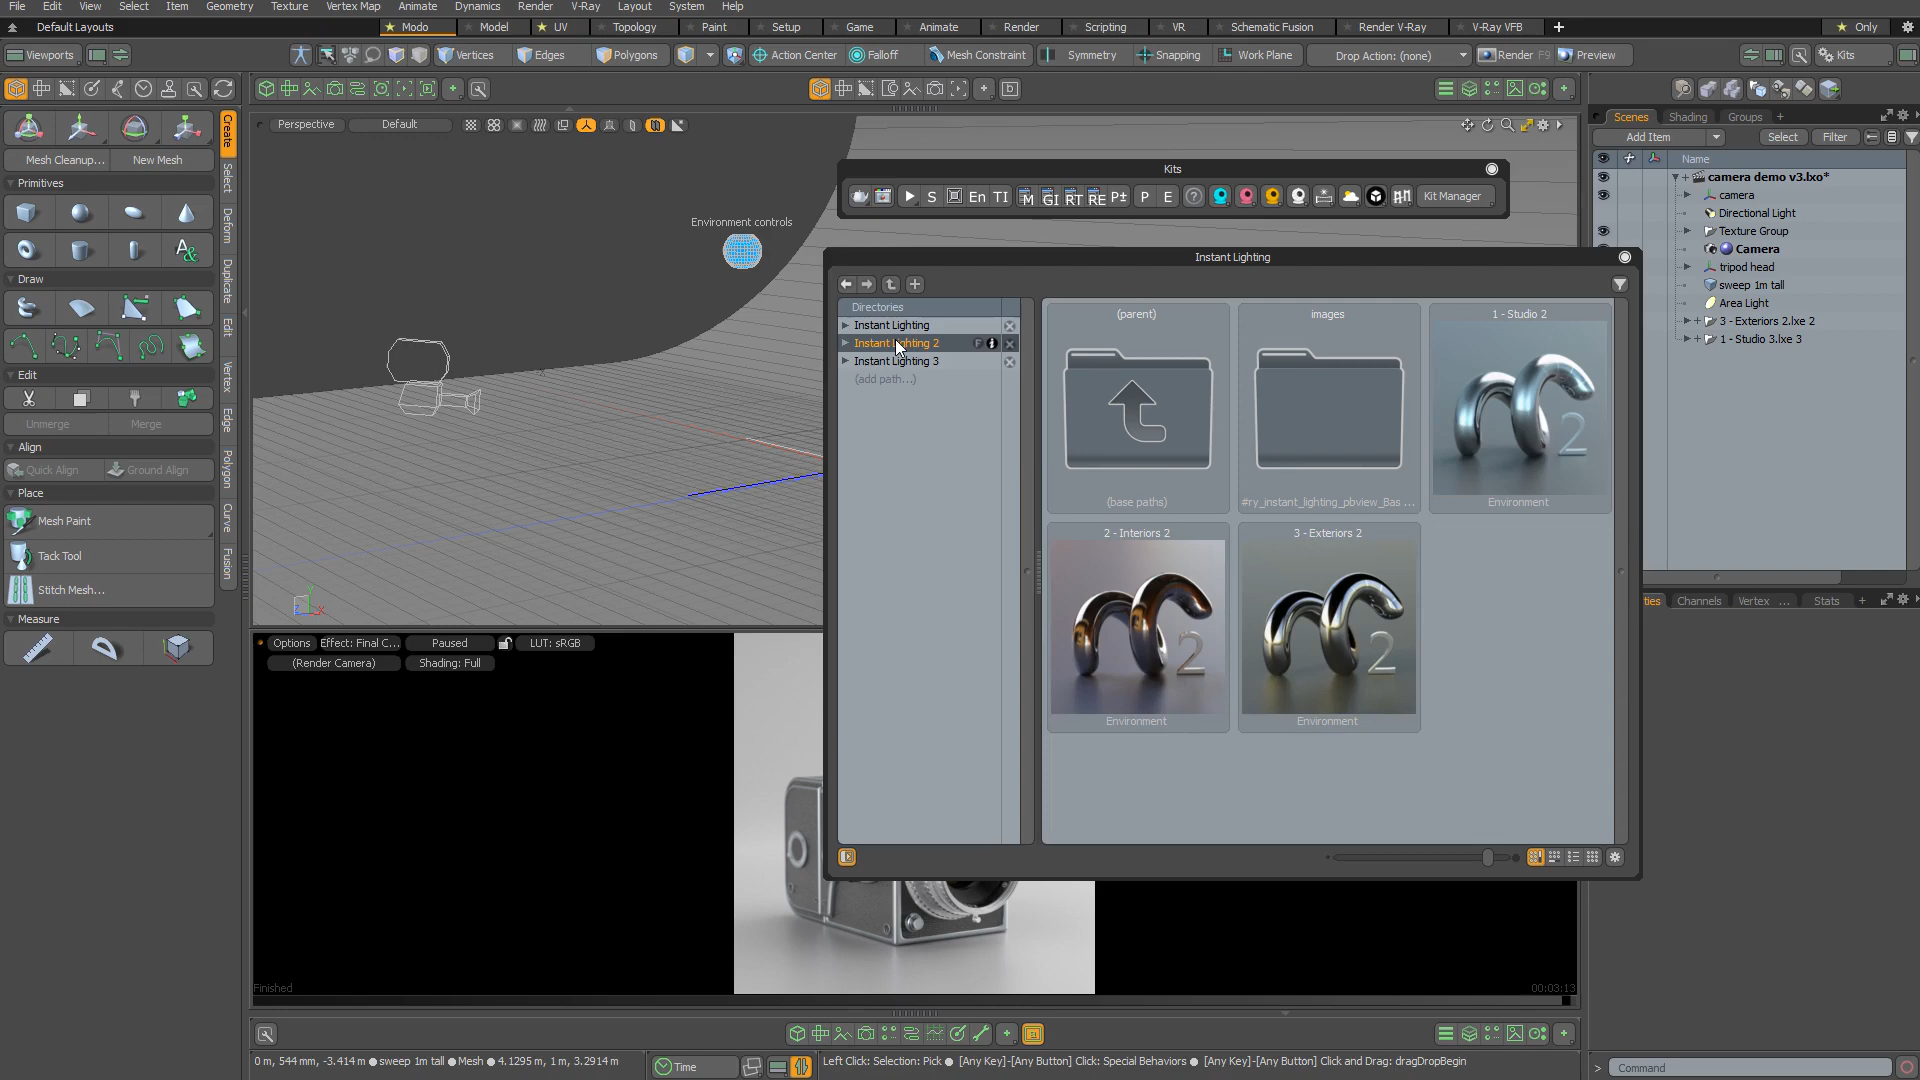 File Edit View Select Item Geometry Texture Vertex Map Animate Dynamics Render V-Ray Layout System Help
Default Layouts Modo Model UV Topology Paint Setup Game Animate Render Scripting VR Schematic Fusion Render V-Ray V-Ray VFB + Only
Viewports Vertices Edges Polygons Action Center Falloff Mesh Constraint Symmetry Snapping Work Plane Drop Action: (none) Render F9 Preview Kits
Perspective Default
Create
Select
Deform
Duplicate
Edit
Vertex
Edge
Polygon
Curve
Fusion
Mesh Cleanup... New Mesh
Primitives
Draw
Edit
Unmerge Merge
Align
Quick Align Ground Align
Place
Mesh Paint
Tack Tool
Stitch Mesh...
Measure
Environment controls
Y
Z X
Kits
S En TI M GI RT RE P± P E ? Kit Manager
Instant Lighting
Directories
Instant Lighting
Instant Lighting 2 F
Instant Lighting 3
(add path...)
(parent) images 1 - Studio 2
2
(base paths) #ry_instant_lighting_pbview_Bas ... Environment
2 - Interiors 2 3 - Exteriors 2
2 2
Environment Environment
Options Effect: Final C... Paused LUT: sRGB
(Render Camera) Shading: Full
Finished 00:03:13
Scenes Shading Groups +
Add Item Select Filter
Name
camera demo v3.lxo*
camera
Directional Light
Texture Group
Camera
tripod head
sweep 1m tall
Area Light
3 - Exteriors 2.lxe 2
1 - Studio 3.lxe 3
ties Channels Vertex ... Stats +
0 m, 544 mm, -3.414 m ● sweep 1m tall ● Mesh ● 4.1295 m, 1 m, 3.2914 m Time Left Click: Selection: Pick ● [Any Key]-[Any Button] Click: Special Behaviors ● [Any Key]-[Any Button] Click and Drag: dragDropBegin
> Command